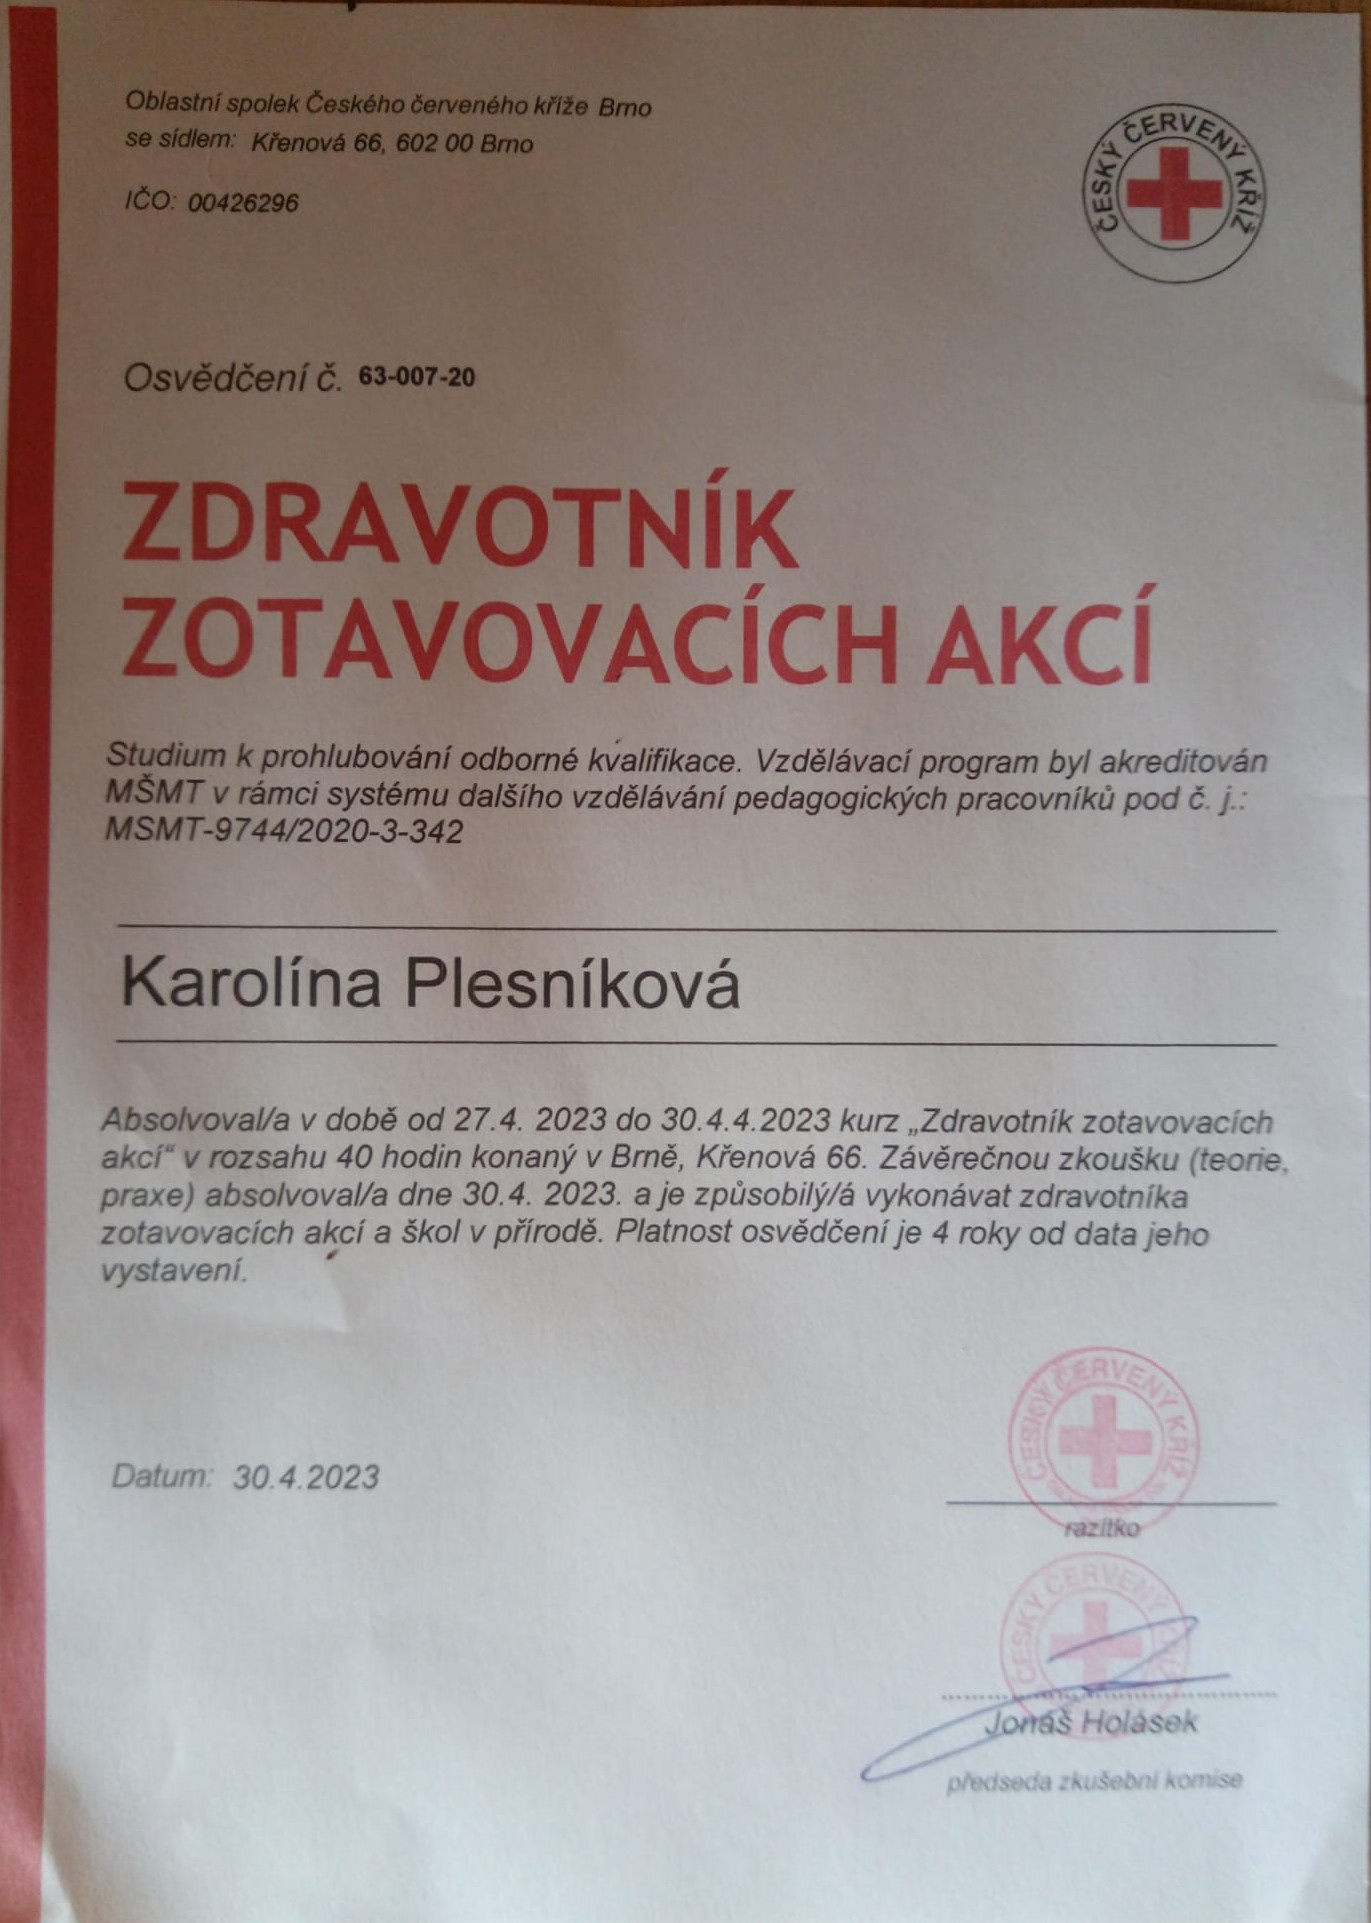 Oblastní spolek Českého červeného kříže Brno
se sídlem: Křenová 66, 602 00 Brno
IČO: 00426296
ČESKÝ ČERVENÝ KŘÍŽ
Osvědčení č. 63-007-20
ZDRAVOTNÍK
ZOTAVOVACÍCH AKCÍ
Studium k prohlubování odborné kvalifikace. Vzdělávací program byl akreditován
MŠMT v rámci systému dalšího vzdělávání pedagogických pracovníků pod č. j.:
MSMT-9744/2020-3-342
Karolína Plesníková
Absolvoval/a v době od 27.4. 2023 do 30.4.4.2023 kurz „Zdravotník zotavovacích
akcí“ v rozsahu 40 hodin konaný v Brně, Křenová 66. Závěrečnou zkoušku (teorie,
praxe) absolvoval/a dne 30.4. 2023. a je způsobilý/á vykonávat zdravotníka
zotavovacích akcí a škol v přírodě. Platnost osvědčení je 4 roky od data jeho
vystavení.
ČESKÝ ČERVENÝ KŘÍŽ
Datum: 30.4.2023
razítko
ČESKÝ ČERVENÝ KŘÍŽ
Jonáš Holásek
předseda zkušební komise